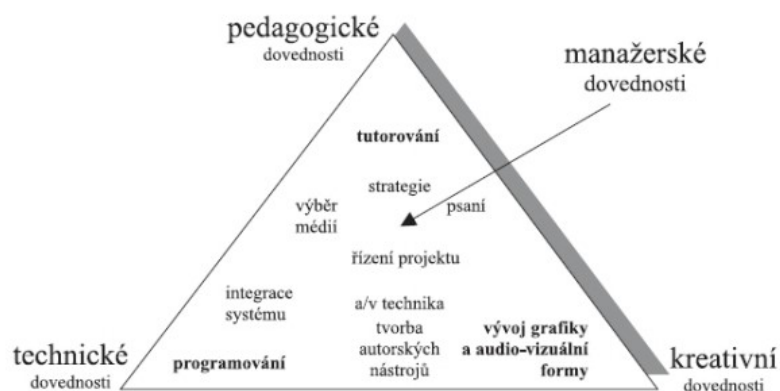 pedagogické
dovednosti
manažerské
dovednosti
tutorování
strategie
psaní
výběr
médií
řízení projektu
integrace
systému
a/v technika
tvorba
autorských
nástrojů
vývoj grafiky
a audio-vizuální
formy
programování
technické
dovednosti
kreativní
dovednosti